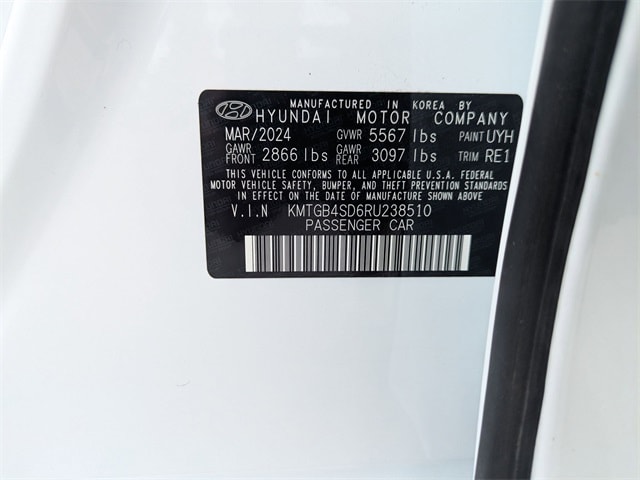 MANUFACTURED IN KOREA BY
HYUNDAI MOTOR COMPANY
MAR/2024 GVWR 5567 lbs PAINT UYH
GAWR FRONT 2866 lbs GAWR REAR 3097 lbs TRIM RE1
THIS VEHICLE CONFORMS TO ALL APPLICABLE U.S.A. FEDERAL
MOTOR VEHICLE SAFETY, BUMPER, AND THEFT PREVENTION STANDARDS
IN EFFECT ON THE DATE OF MANUFACTURE SHOWN ABOVE
V.I.N KMTGB4SD6RU238510
PASSENGER CAR